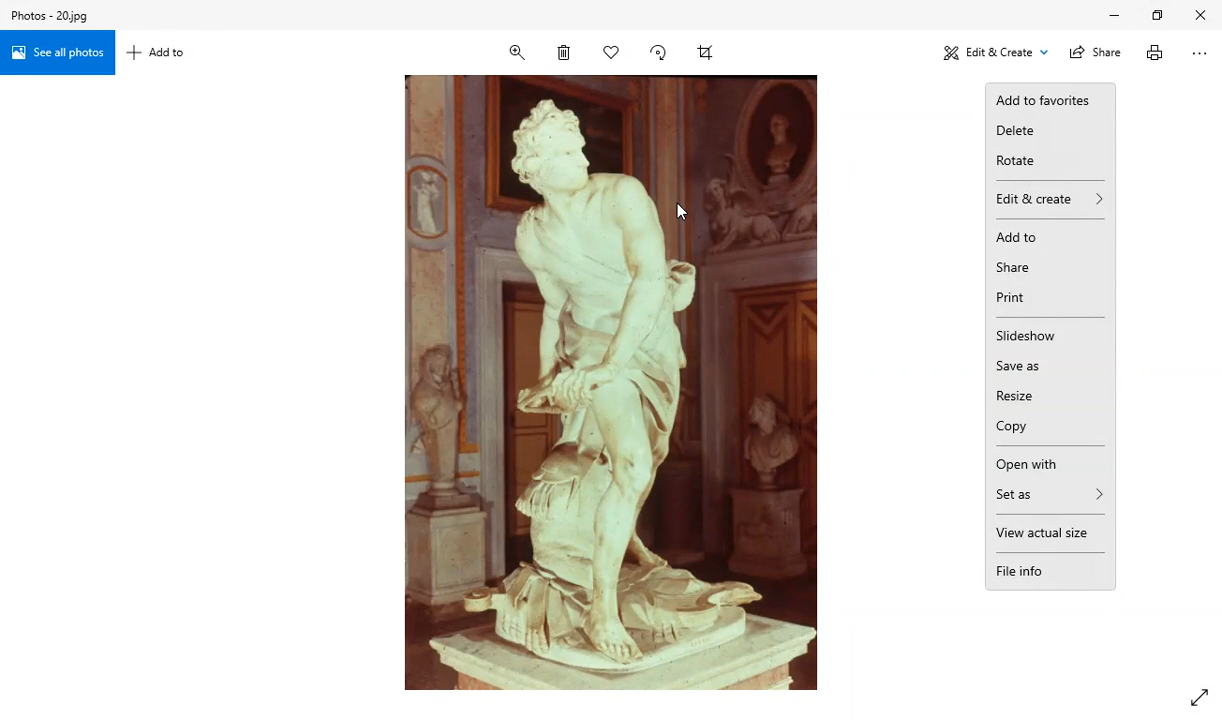 Photos - 20.jpg
See all photos
Add to
Edit & Create
Share
Add to favorites
Delete
Rotate
Edit & create
Add to
Share
Print
Slideshow
Save as
Resize
Copy
Open with
Set as
View actual size
File info